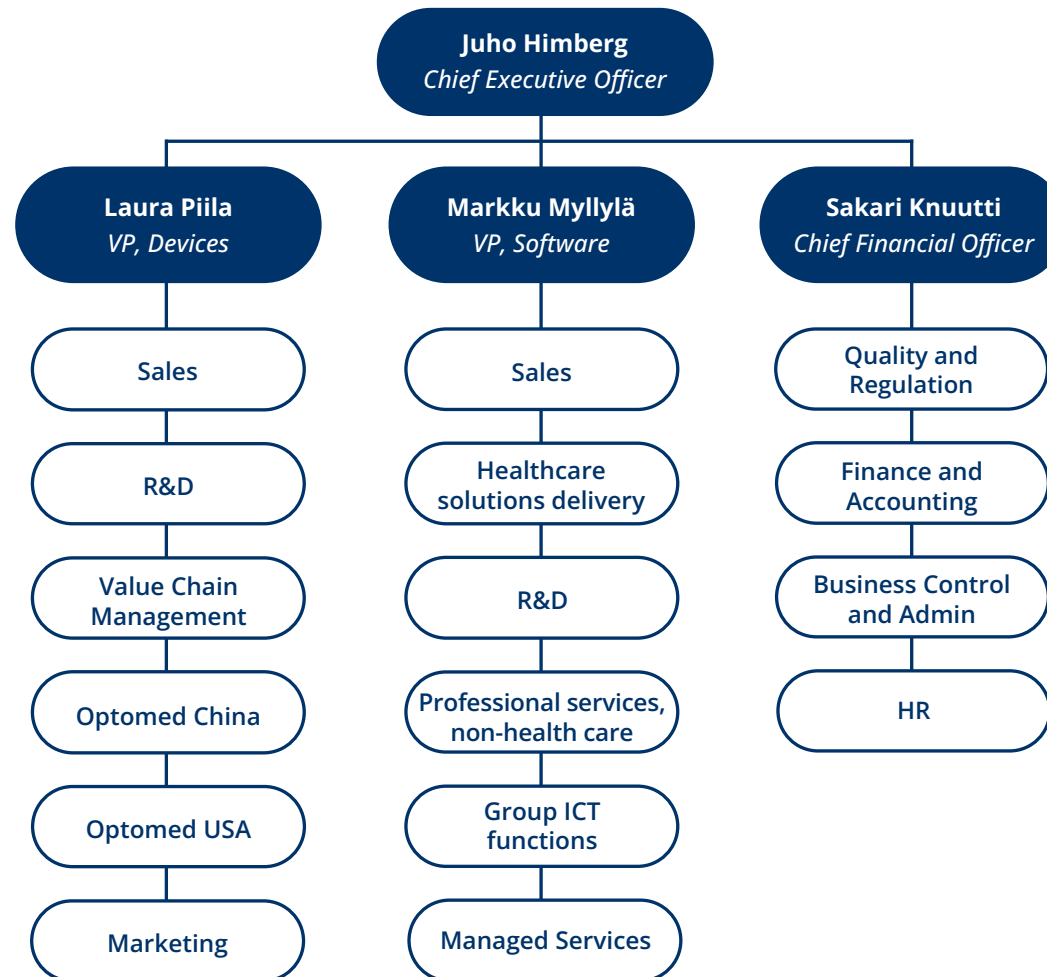 Juho Himberg
Chief Executive Officer
Laura Piila
VP, Devices
Sales
R&D
Value Chain
Management
Optomed China
Optomed USA
Marketing
Markku Myllylä
VP, Software
Sales
Healthcare
solutions delivery
R&D
Professional services,
non-health care
Group ICT
functions
Managed Services
Sakari Knuutti
Chief Financial Officer
Quality and
Regulation
Finance and
Accounting
Business Control
and Admin
HR